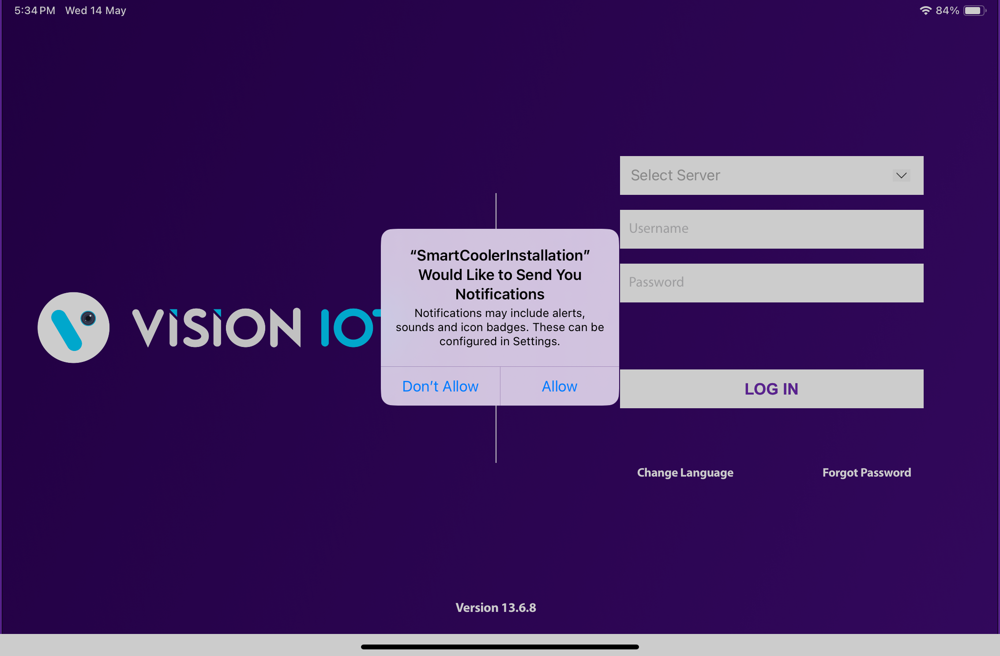 5:34 PM Wed 14 May
84%
Select Server
Username
Password
“SmartCoolerInstallation”
Would Like to Send You
Notifications
Notifications may include alerts,
sounds and icon badges. These can be
configured in Settings.
Don’t Allow
Allow
VISION IOT
LOG IN
Change Language
Forgot Password
Version 13.6.8